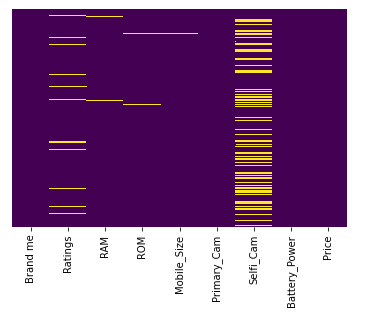 Brand me
Ratings
RAM
ROM
Mobile_Size
Primary_Cam
Selfi_Cam
Battery_Power
Price